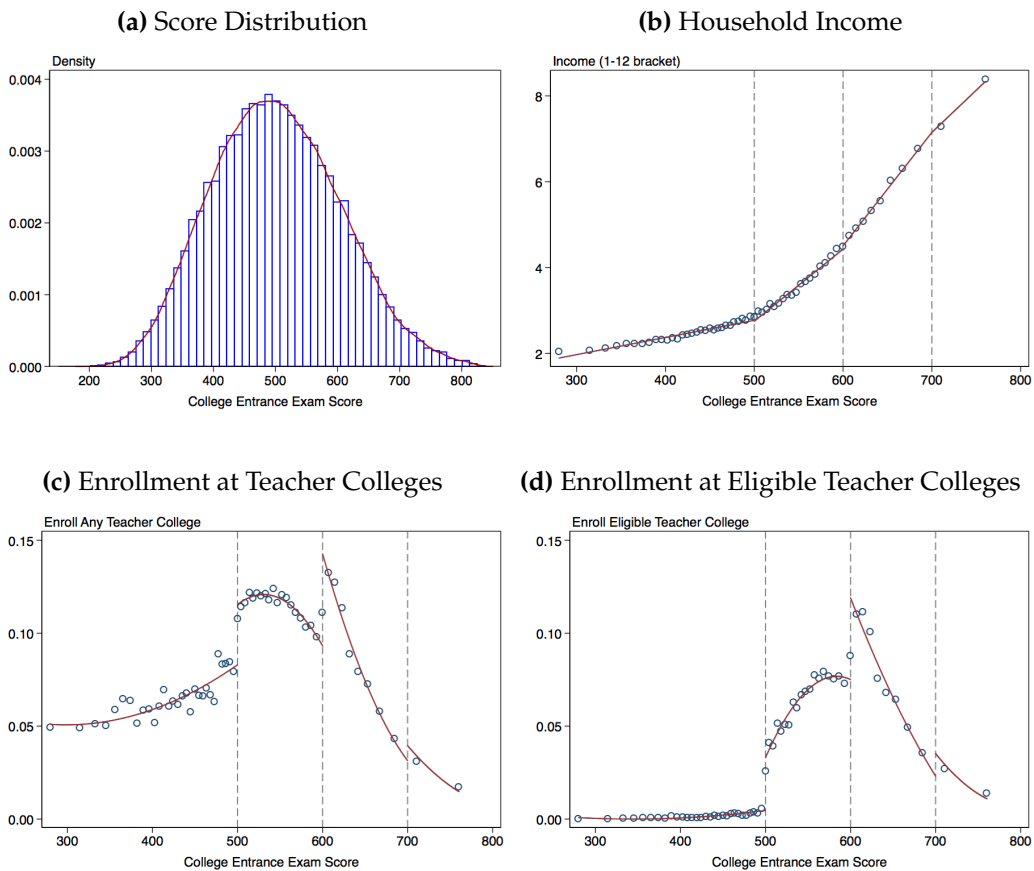 (a) Score Distribution
Density
0.004
0.003
0.002
0.001
0.000
200 300 400 500 600 700 800
College Entrance Exam Score
(b) Household Income
Income (1-12 bracket)
8
6
4
2
300 400 500 600 700 800
College Entrance Exam Score
(c) Enrollment at Teacher Colleges
Enroll Any Teacher College
0.15
0.10
0.05
0.00
300 400 500 600 700 800
College Entrance Exam Score
(d) Enrollment at Eligible Teacher Colleges
Enroll Eligible Teacher College
0.15
0.10
0.05
0.00
300 400 500 600 700 800
College Entrance Exam Score